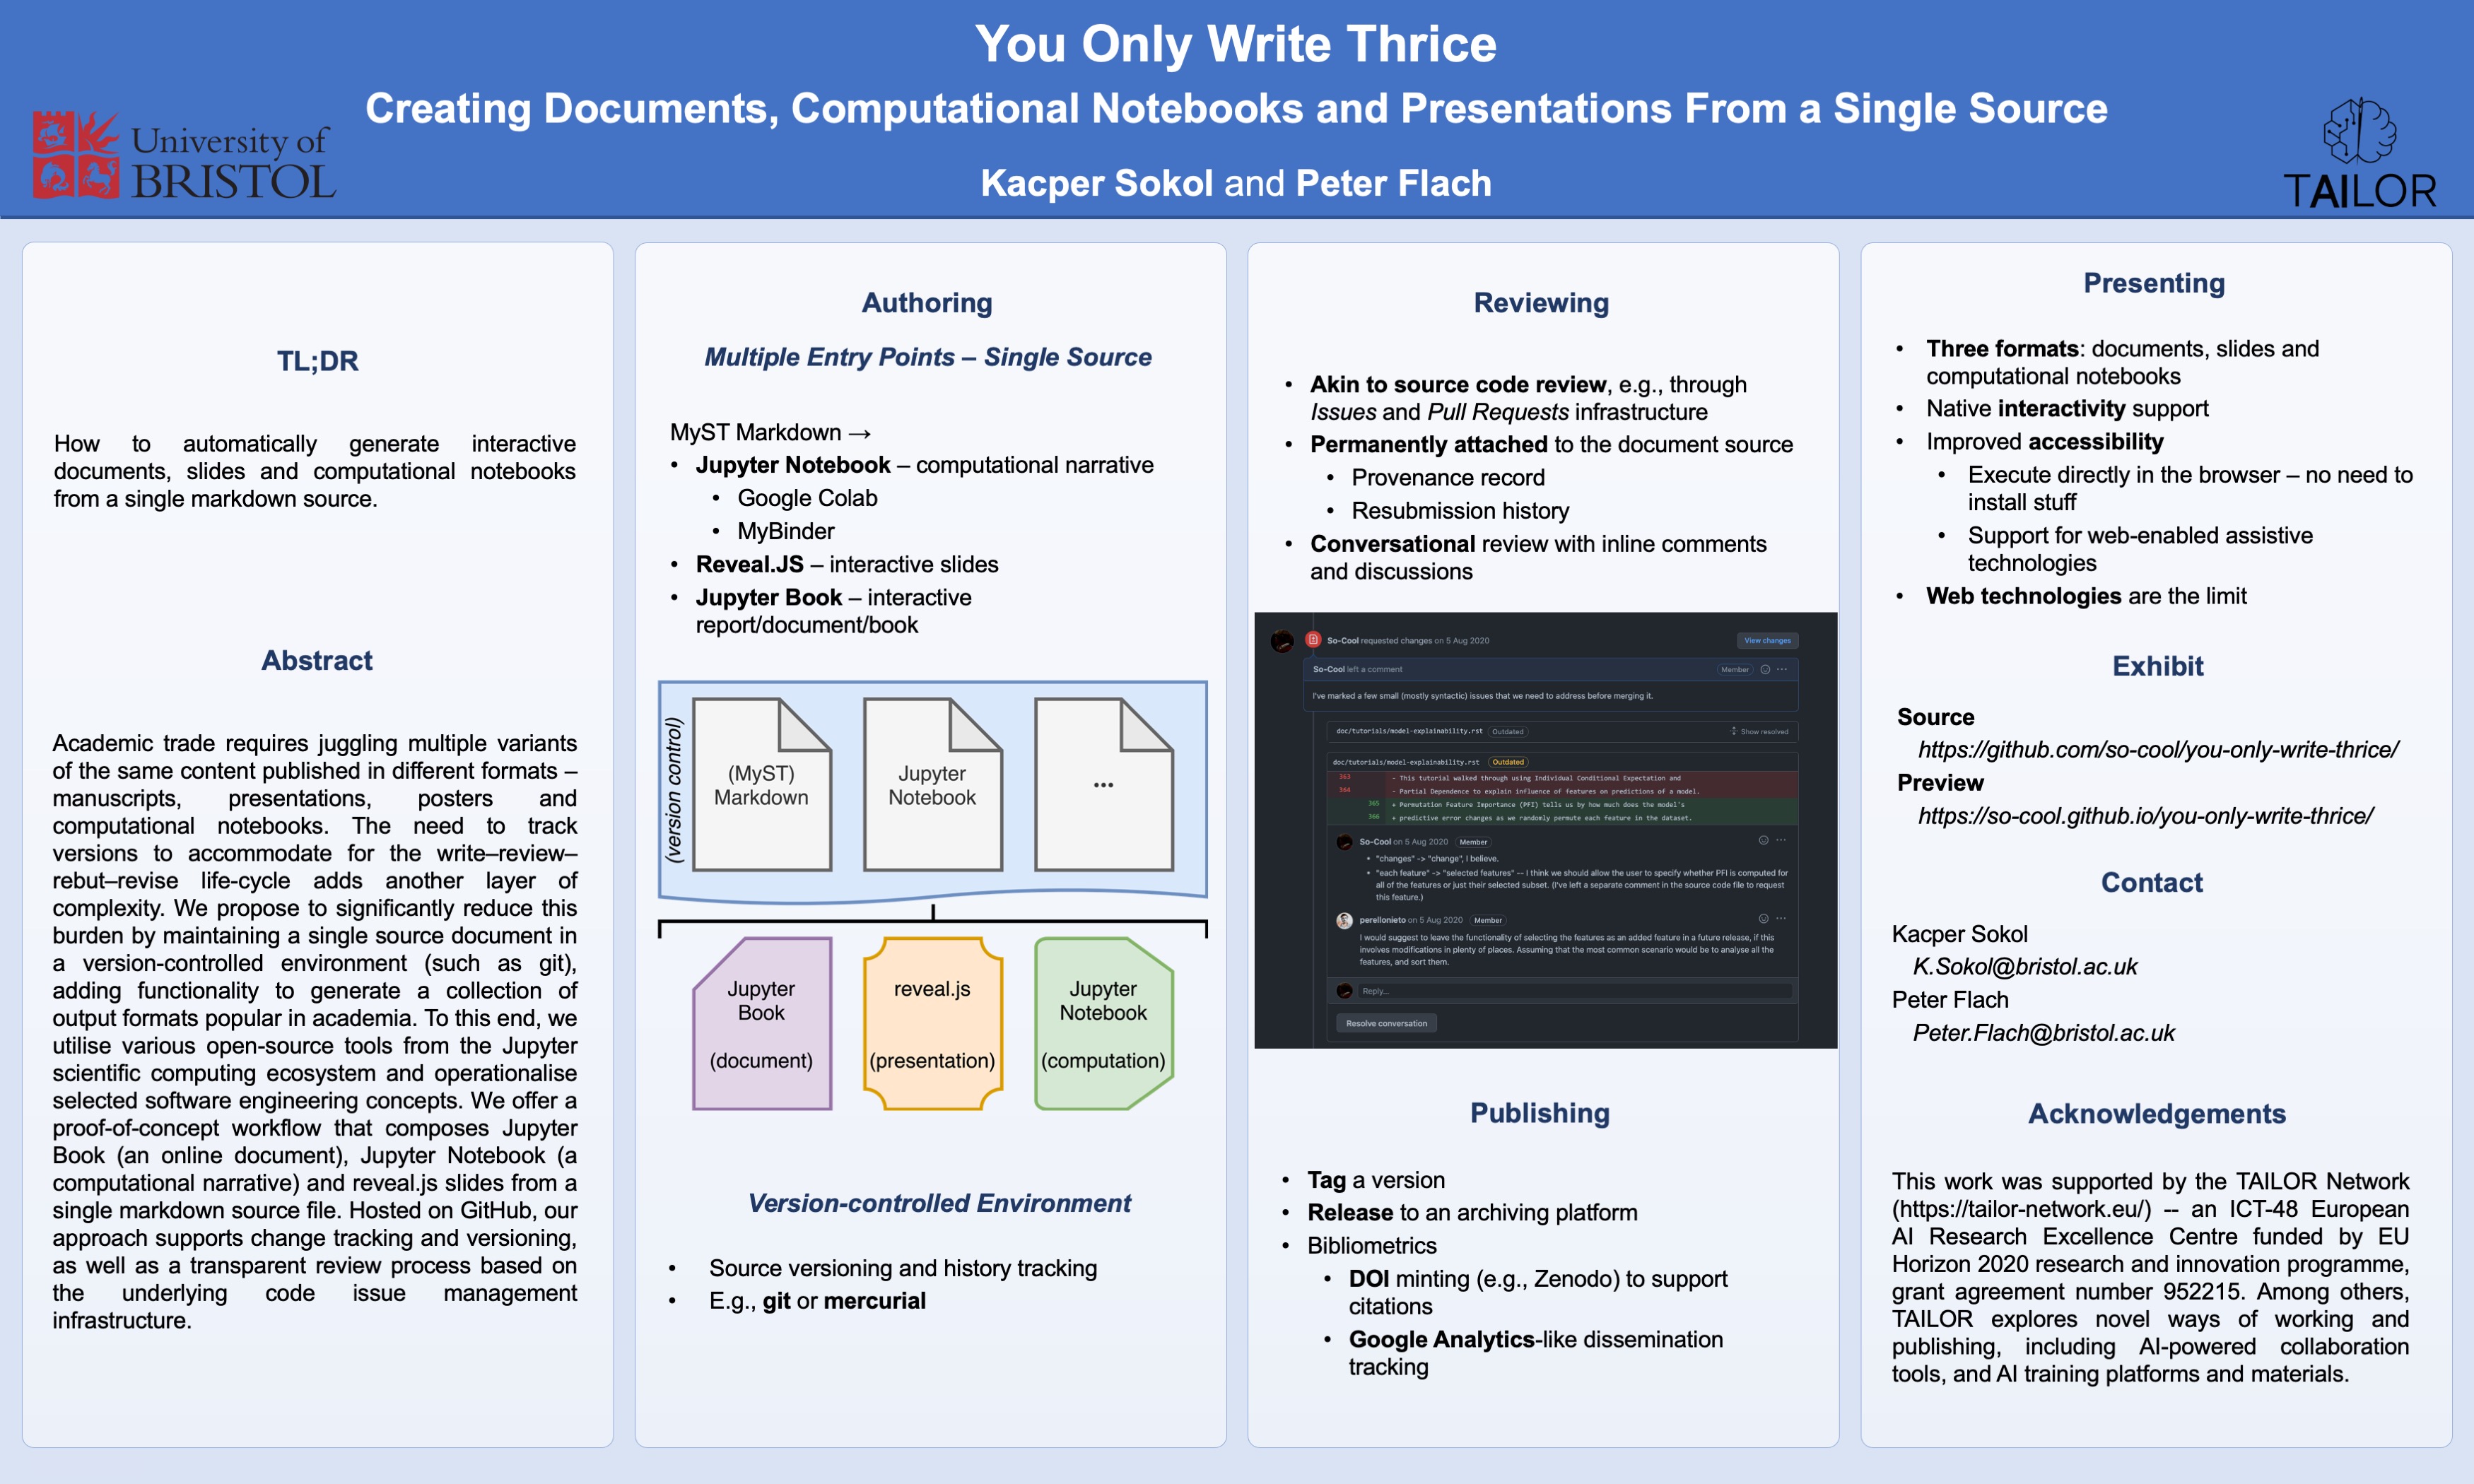 You Only Write Thrice
Creating Documents, Computational Notebooks and Presentations From a Single Source
Kacper Sokol and Peter Flach
University of
BRISTOL
TAILOR
TL;DR
How to automatically generate interactive
documents, slides and computational notebooks
from a single markdown source.
Abstract
Academic trade requires juggling multiple variants
of the same content published in different formats –
manuscripts, presentations, posters and
computational notebooks. The need to track
versions to accommodate for the write–review–
rebut–revise life-cycle adds another layer of
complexity. We propose to significantly reduce this
burden by maintaining a single source document in
a version-controlled environment (such as git),
adding functionality to generate a collection of
output formats popular in academia. To this end, we
utilise various open-source tools from the Jupyter
scientific computing ecosystem and operationalise
selected software engineering concepts. We offer a
proof-of-concept workflow that composes Jupyter
Book (an online document), Jupyter Notebook (a
computational narrative) and reveal.js slides from a
single markdown source file. Hosted on GitHub, our
approach supports change tracking and versioning,
as well as a transparent review process based on
the underlying code issue management
infrastructure.
Authoring
Multiple Entry Points – Single Source
MyST Markdown →
• Jupyter Notebook – computational narrative
• Google Colab
• MyBinder
• Reveal.JS – interactive slides
• Jupyter Book – interactive
report/document/book
(version control)
(MyST)
Markdown
Jupyter
Notebook
...
Jupyter
Book
(document)
reveal.js
(presentation)
Jupyter
Notebook
(computation)
Version-controlled Environment
• Source versioning and history tracking
• E.g., git or mercurial
Reviewing
• Akin to source code review, e.g., through
Issues and Pull Requests infrastructure
• Permanently attached to the document source
• Provenance record
• Resubmission history
• Conversational review with inline comments
and discussions
So-Cool requested changes on 5 Aug 2020
View changes
So-Cool left a comment
Member
I've marked a few small (mostly syntactic) issues that we need to address before merging it.
doc/tutorials/model-explainability.rst Outdated
Show resolved
doc/tutorials/model-explainability.rst Outdated
363 - This tutorial walked through using Individual Conditional Expectation and
364 - Partial Dependence to explain influence of features on predictions of a model.
365 + Permutation Feature Importance (PFI) tells us by how much does the model's
366 + predictive error changes as we randomly permute each feature in the dataset.
So-Cool on 5 Aug 2020 Member
• "changes" -> "change", I believe.
• "each feature" -> "selected features" -- I think we should allow the user to specify whether PFI is computed for
all of the features or just their selected subset. (I've left a separate comment in the source code file to request
this feature.)
perellonieto on 5 Aug 2020 Member
I would suggest to leave the functionality of selecting the features as an added feature in a future release, if this
involves modifications in plenty of places. Assuming that the most common scenario would be to analyse all the
features, and sort them.
Reply...
Resolve conversation
Publishing
• Tag a version
• Release to an archiving platform
• Bibliometrics
• DOI minting (e.g., Zenodo) to support
citations
• Google Analytics-like dissemination
tracking
Presenting
• Three formats: documents, slides and
computational notebooks
• Native interactivity support
• Improved accessibility
• Execute directly in the browser – no need to
install stuff
• Support for web-enabled assistive
technologies
• Web technologies are the limit
Exhibit
Source
https://github.com/so-cool/you-only-write-thrice/
Preview
https://so-cool.github.io/you-only-write-thrice/
Contact
Kacper Sokol
K.Sokol@bristol.ac.uk
Peter Flach
Peter.Flach@bristol.ac.uk
Acknowledgements
This work was supported by the TAILOR Network
(https://tailor-network.eu/) -- an ICT-48 European
AI Research Excellence Centre funded by EU
Horizon 2020 research and innovation programme,
grant agreement number 952215. Among others,
TAILOR explores novel ways of working and
publishing, including AI-powered collaboration
tools, and AI training platforms and materials.